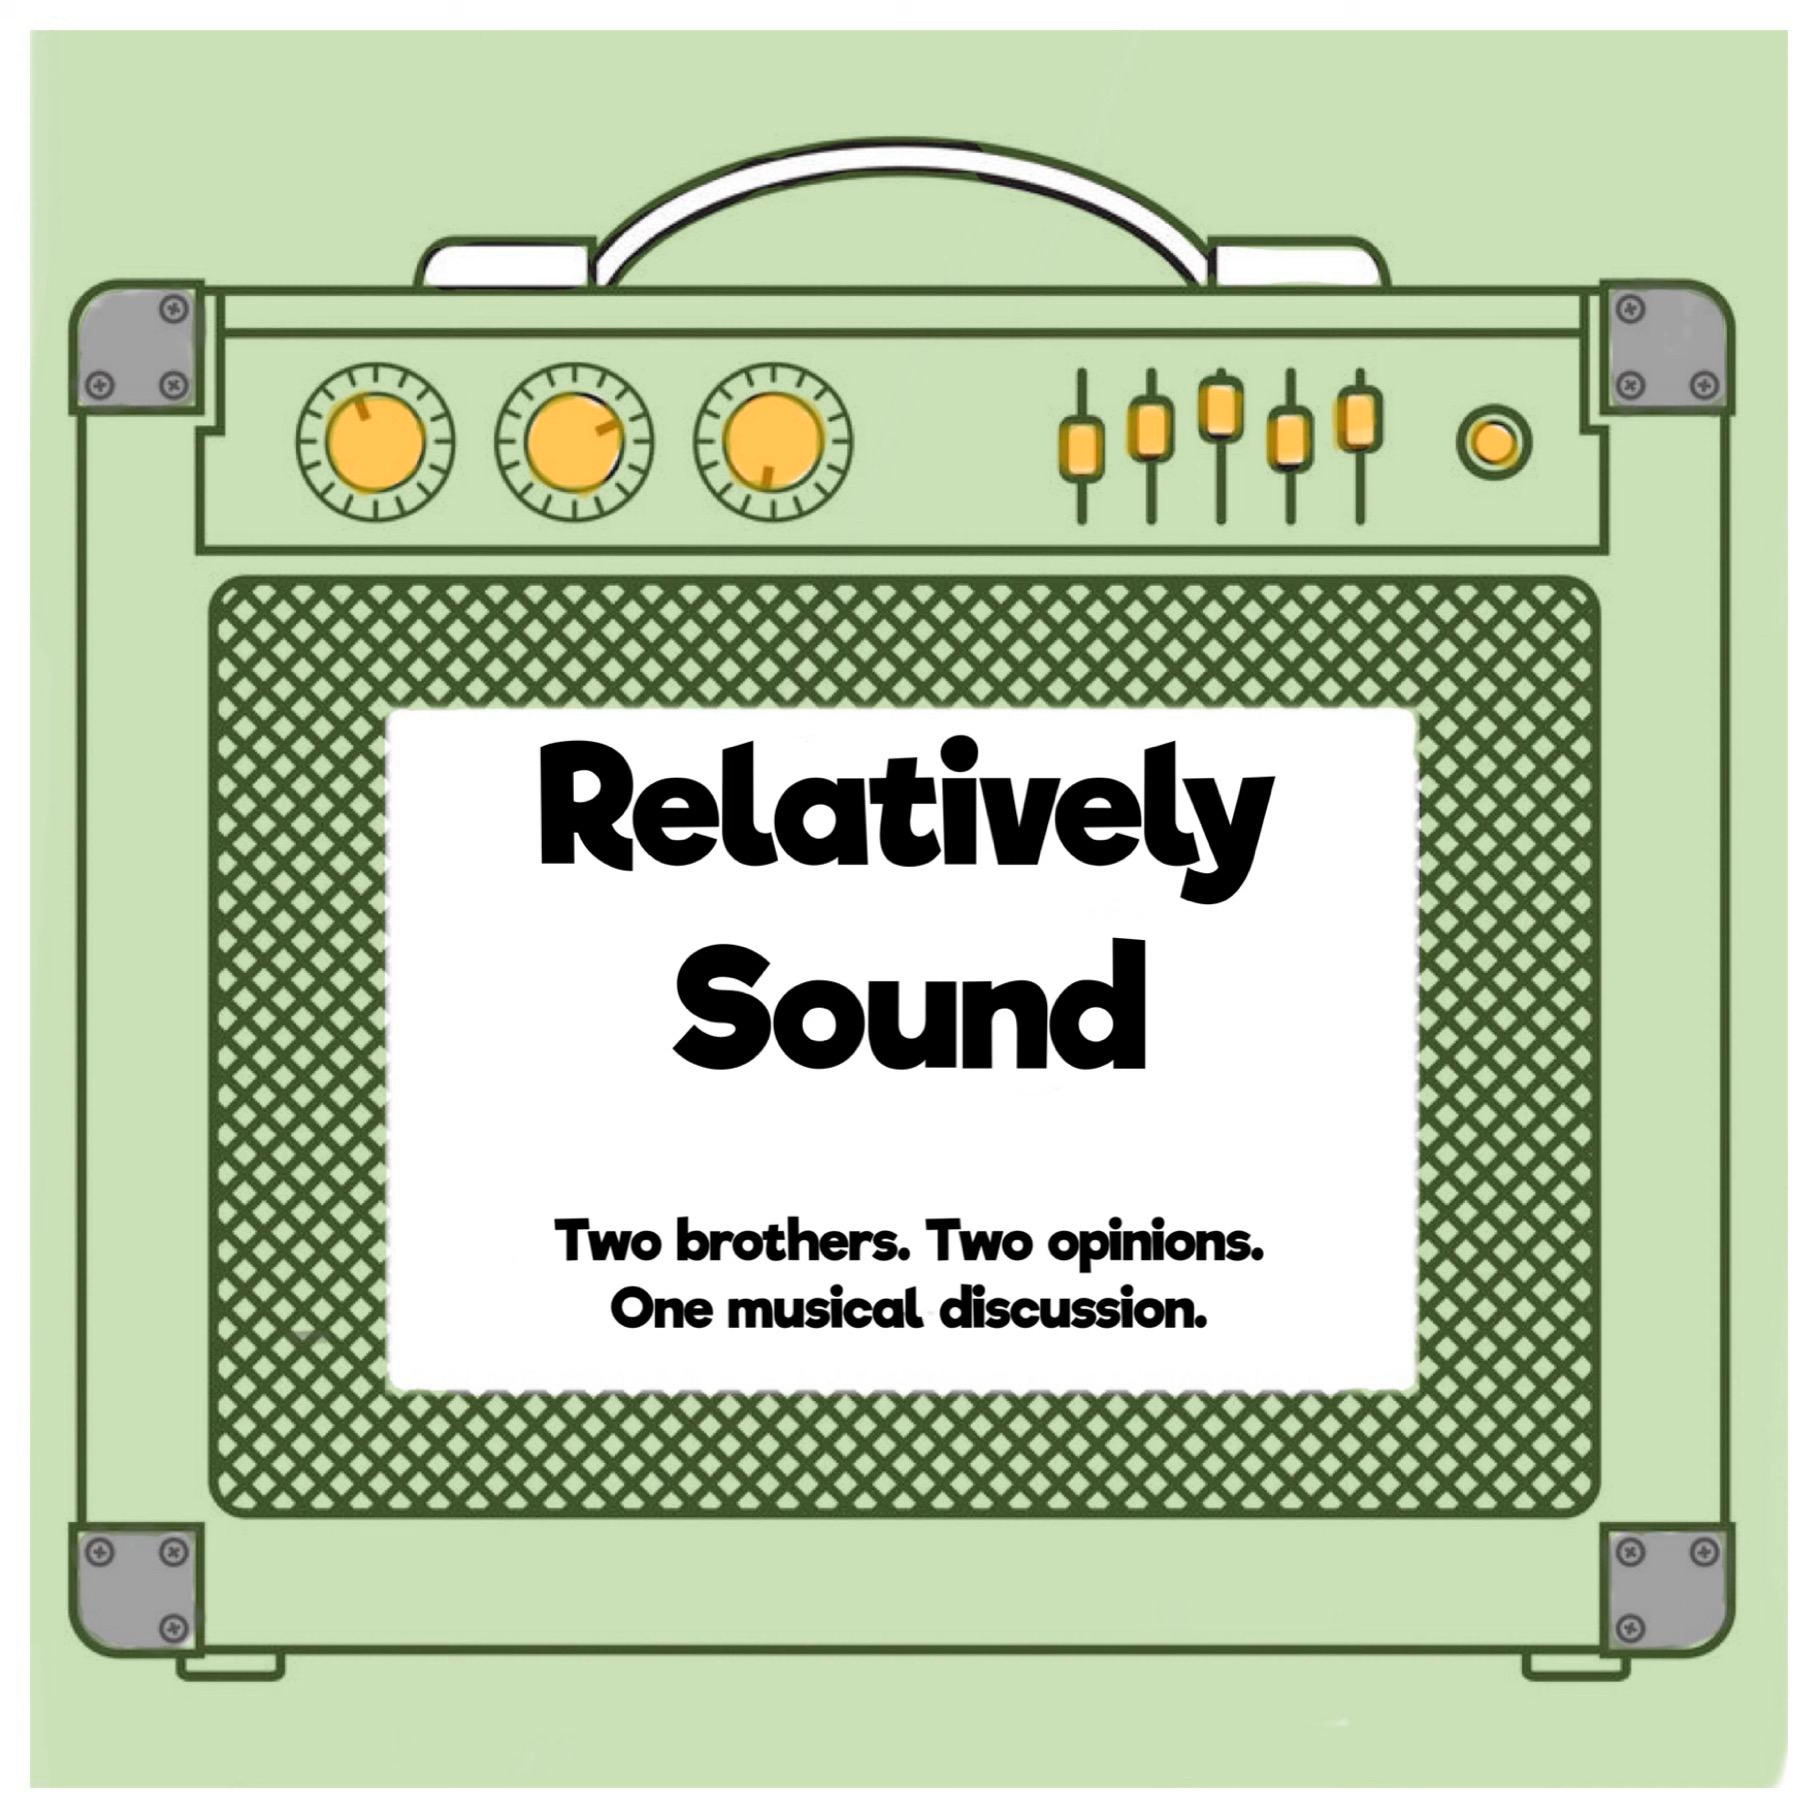 Relatively
Sound
Two brothers. Two opinions.
One musical discussion.